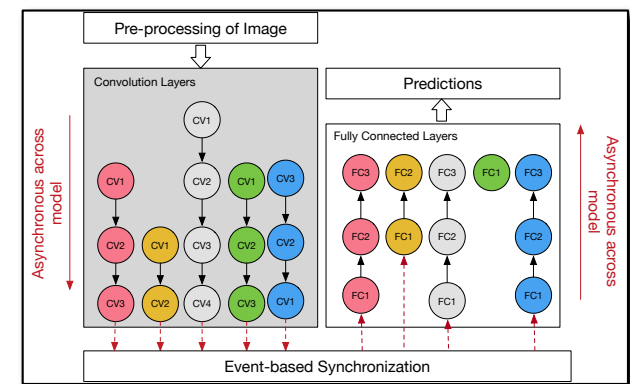 Pre-processing of Image
Convolution Layers
Predictions
Fully Connected Layers
Asynchronous across
model
Asynchronous across
model
CV1
CV1 CV2 CV1 CV3
CV2 CV1 CV3 CV2 CV2
CV3 CV2 CV4 CV3 CV1
FC3 FC2 FC3 FC1 FC3
FC2 FC1 FC2 FC2
FC1 FC1 FC1
Event-based Synchronization